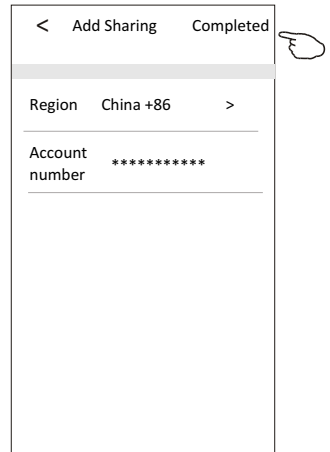 < Add Sharing Completed
Region China +86 >
Account
number ***********